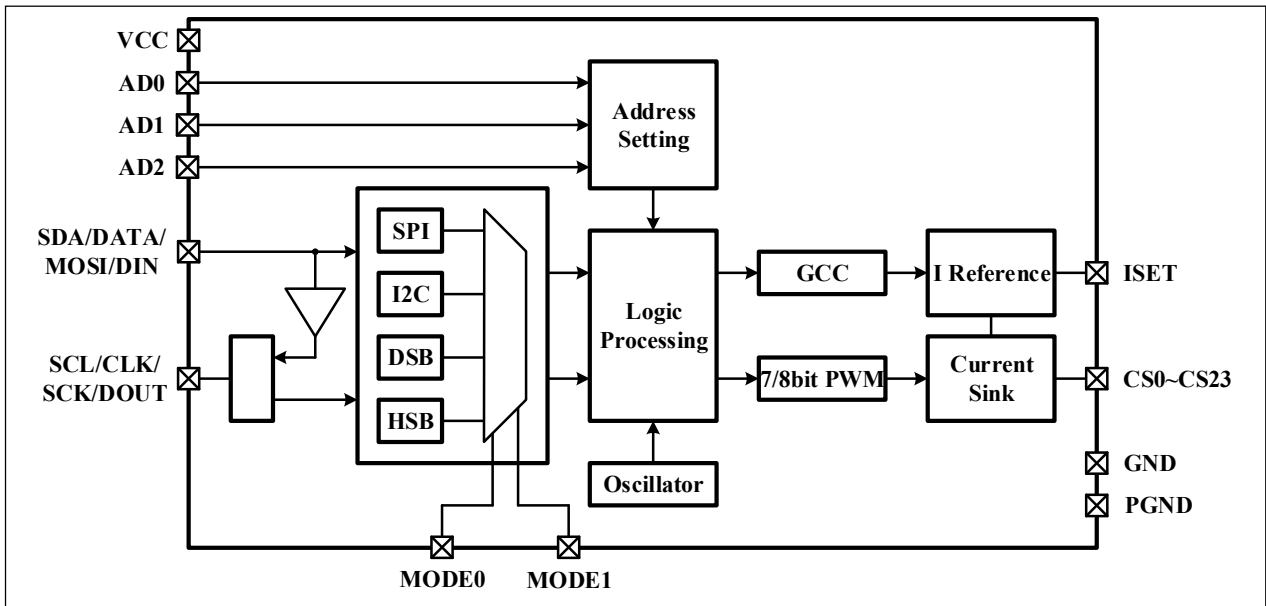 VCC
AD0
AD1
AD2
SDA/DATA/
MOSI/DIN
SCL/CLK/
SCK/DOUT
Address
Setting
SPI
I2C
DSB
HSB
Logic
Processing
Oscillator
GCC
7/8bit PWM
I Reference
Current
Sink
ISET
CS0~CS23
GND
PGND
MODE0
MODE1